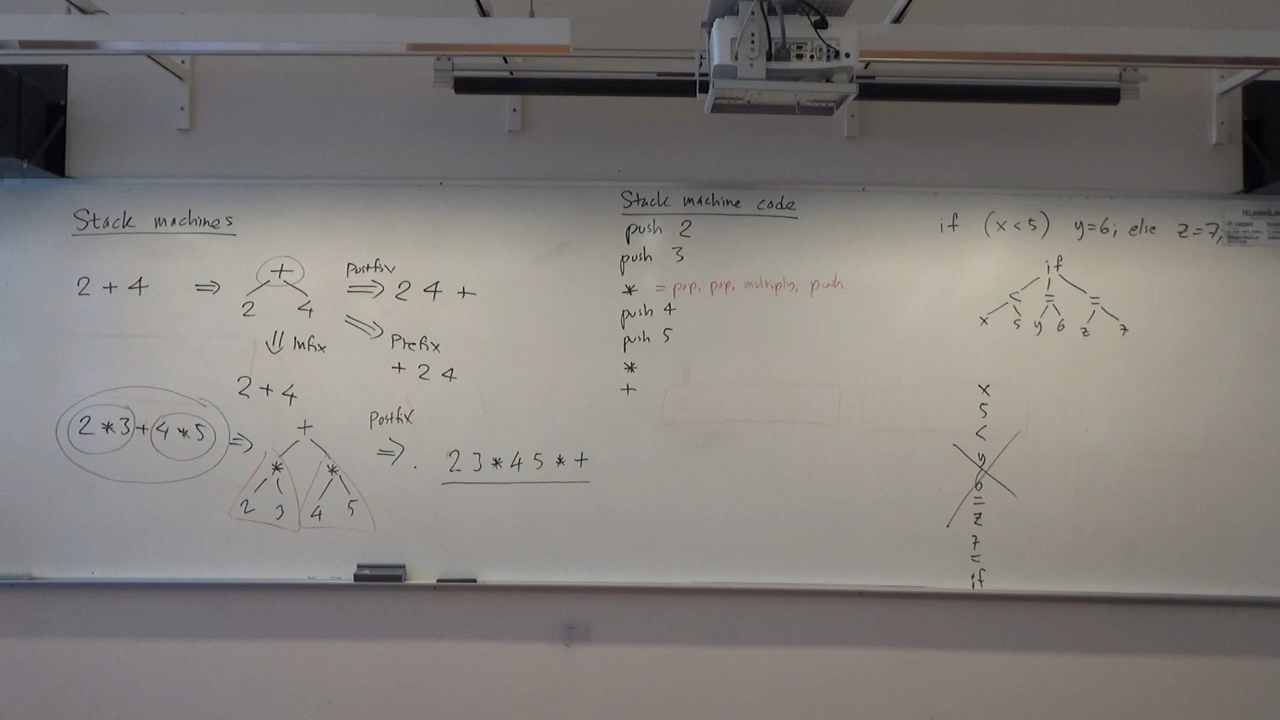 Stack machines
2 + 4 ⇒
+
2 4
Postfix
⇒ 2 4 +
⇓ Infix
2 + 4
⇒ Prefix
+ 2 4
2 * 3 + 4 * 5 ⇒
+
* *
2 3 4 5
Postfix
⇒ . 2 3 * 4 5 * +
Stack machine code
push 2
push 3
* = pop, pop, multiply, push
push 4
push 5
*
+
if (x < 5) y=6; else z=7;
if
< = =
x 5 y 6 z 7
x
5
<
y
6
=
z
7
=
if